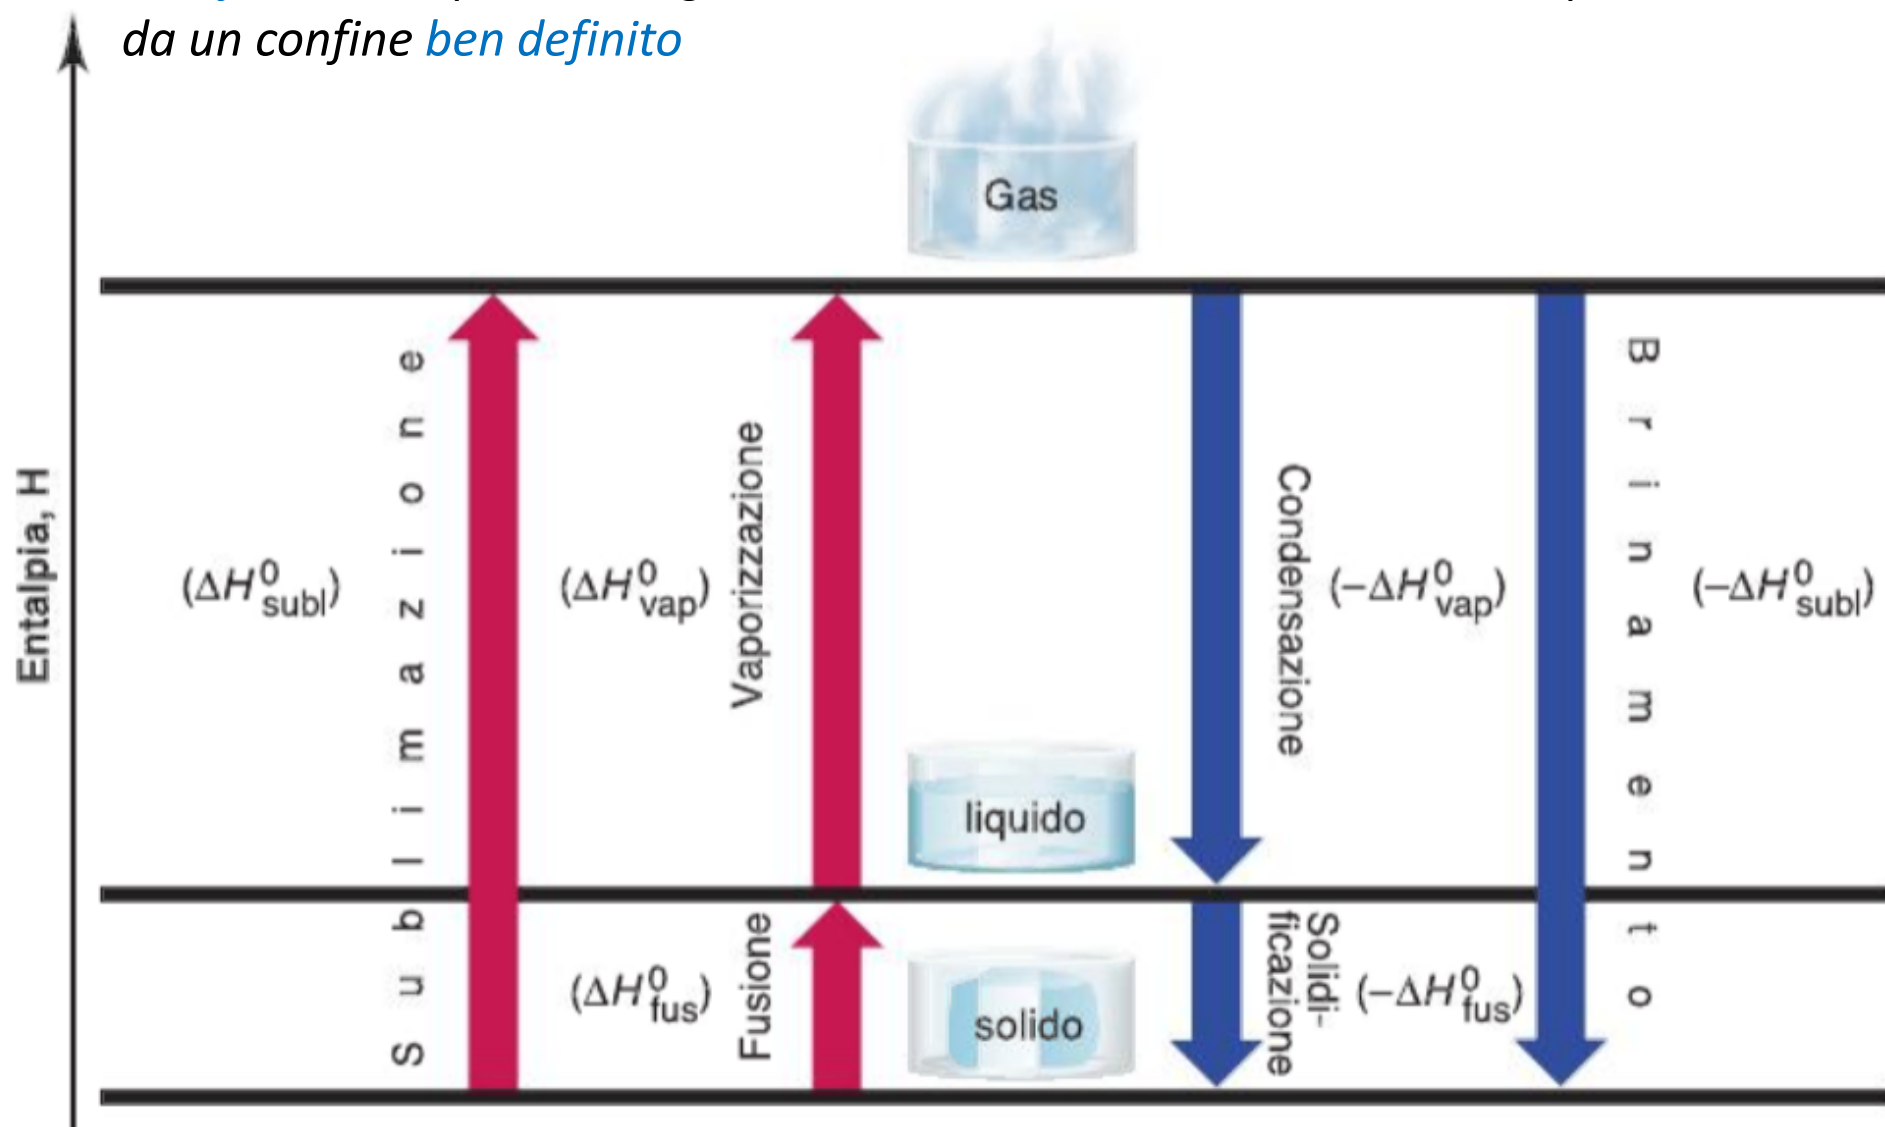 da un confine ben definito
Gas
Entalpia, H
(ΔH⁰subl)
Sublimazione
(ΔH⁰vap)
Vaporizzazione
Condensazione
(−ΔH⁰vap)
Brinamento
(−ΔH⁰subl)
liquido
(ΔH⁰fus)
Fusione
solido
Solidi-
ficazione
(−ΔH⁰fus)